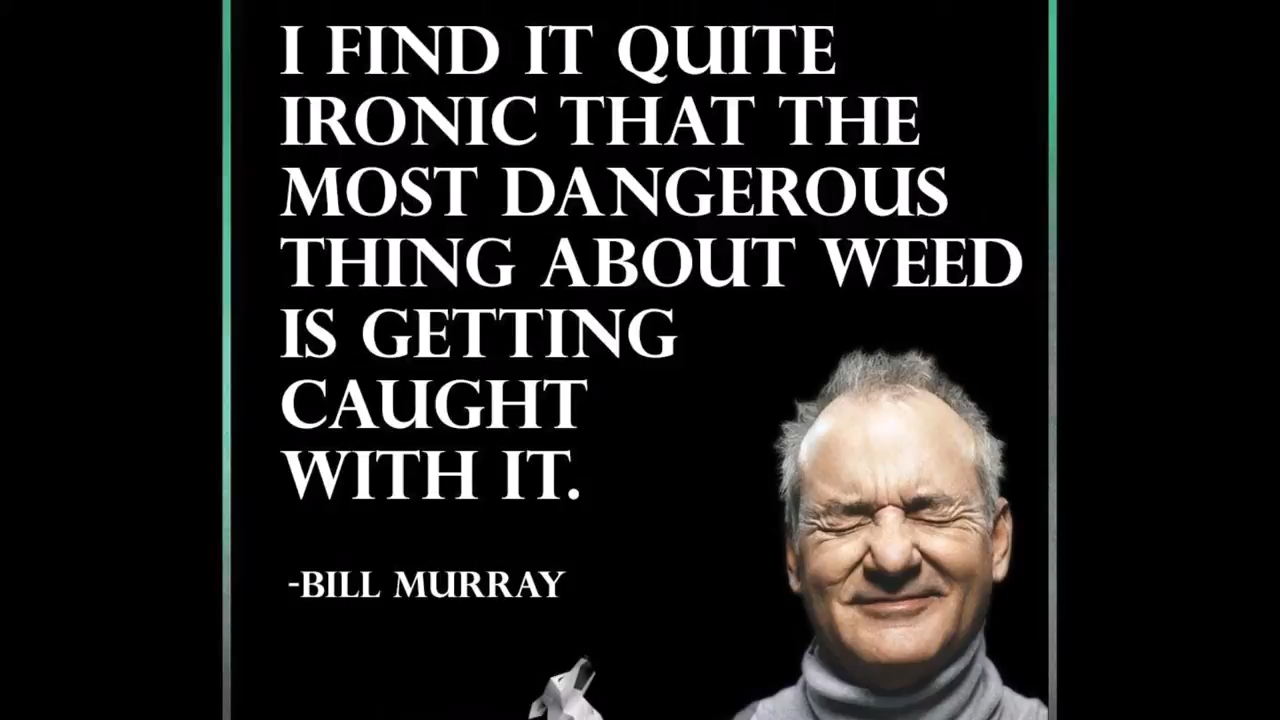 I FIND IT QUITE
IRONIC THAT THE
MOST DANGEROUS
THING ABOUT WEED
IS GETTING
CAUGHT
WITH IT.
-BILL MURRAY